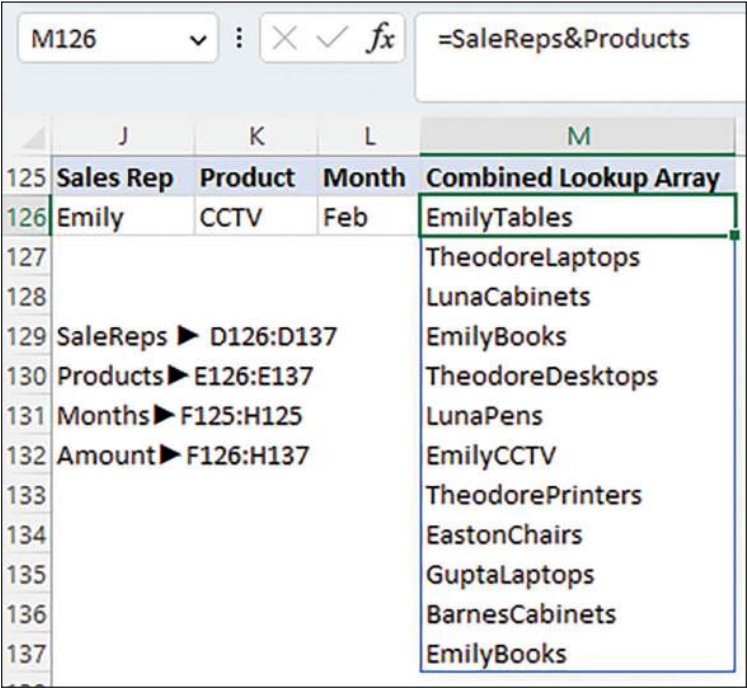 M126 fx =SaleReps&Products
J K L M
125 Sales Rep Product Month Combined Lookup Array
126 Emily CCTV Feb EmilyTables
127 TheodoreLaptops
128 LunaCabinets
129 SaleReps ► D126:D137 EmilyBooks
130 Products► E126:E137 TheodoreDesktops
131 Months► F125:H125 LunaPens
132 Amount► F126:H137 EmilyCCTV
133 TheodorePrinters
134 EastonChairs
135 GuptaLaptops
136 BarnesCabinets
137 EmilyBooks